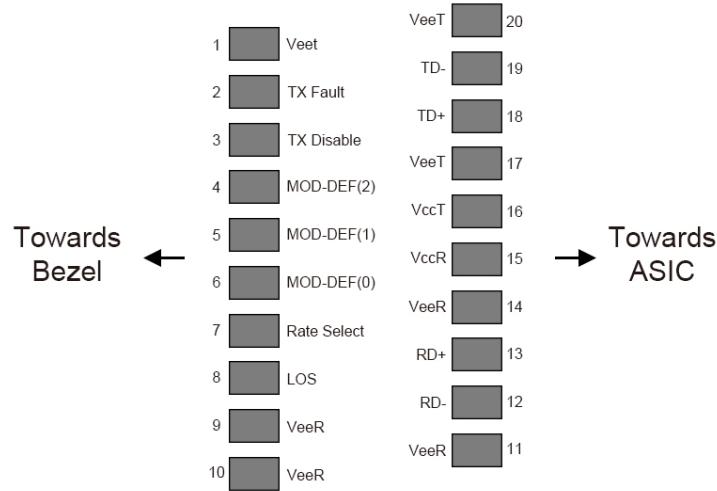 1 Veet
2 TX Fault
3 TX Disable
4 MOD-DEF(2)
5 MOD-DEF(1)
6 MOD-DEF(0)
7 Rate Select
8 LOS
9 VeeR
10 VeeR
VeeT 20
TD- 19
TD+ 18
VeeT 17
VccT 16
VccR 15
VeeR 14
RD+ 13
RD- 12
VeeR 11
Towards
Bezel
Towards
ASIC